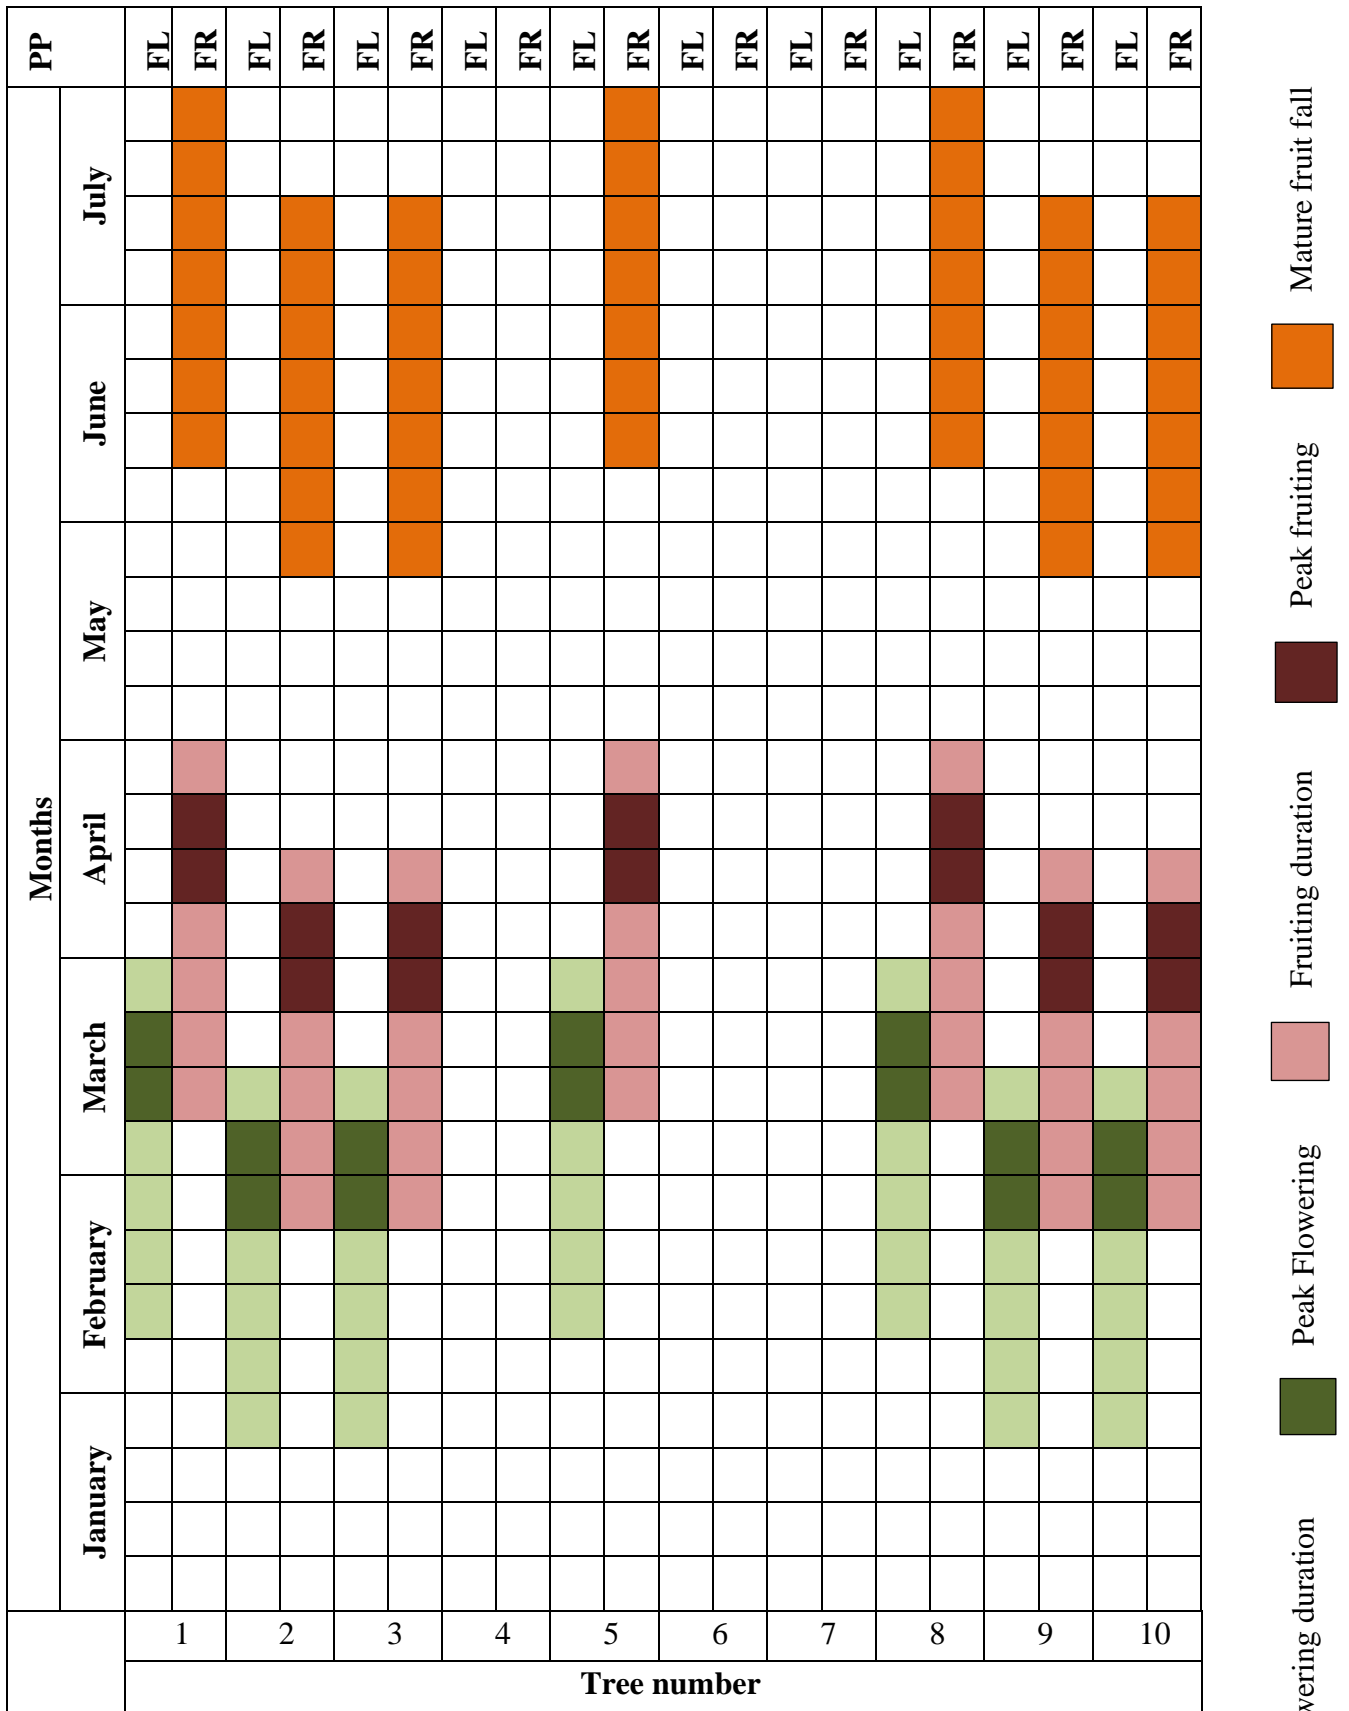 PP
FL
FR
FL
FR
FL
FR
FL
FR
FL
FR
FL
FR
FL
FR
FL
FR
FL
FR
FL
FR
Months
July
June
May
April
March
February
January
1
2
3
4
5
6
7
8
9
10
Tree number
Mature fruit fall
Peak fruiting
Fruiting duration
Peak Flowering
duration